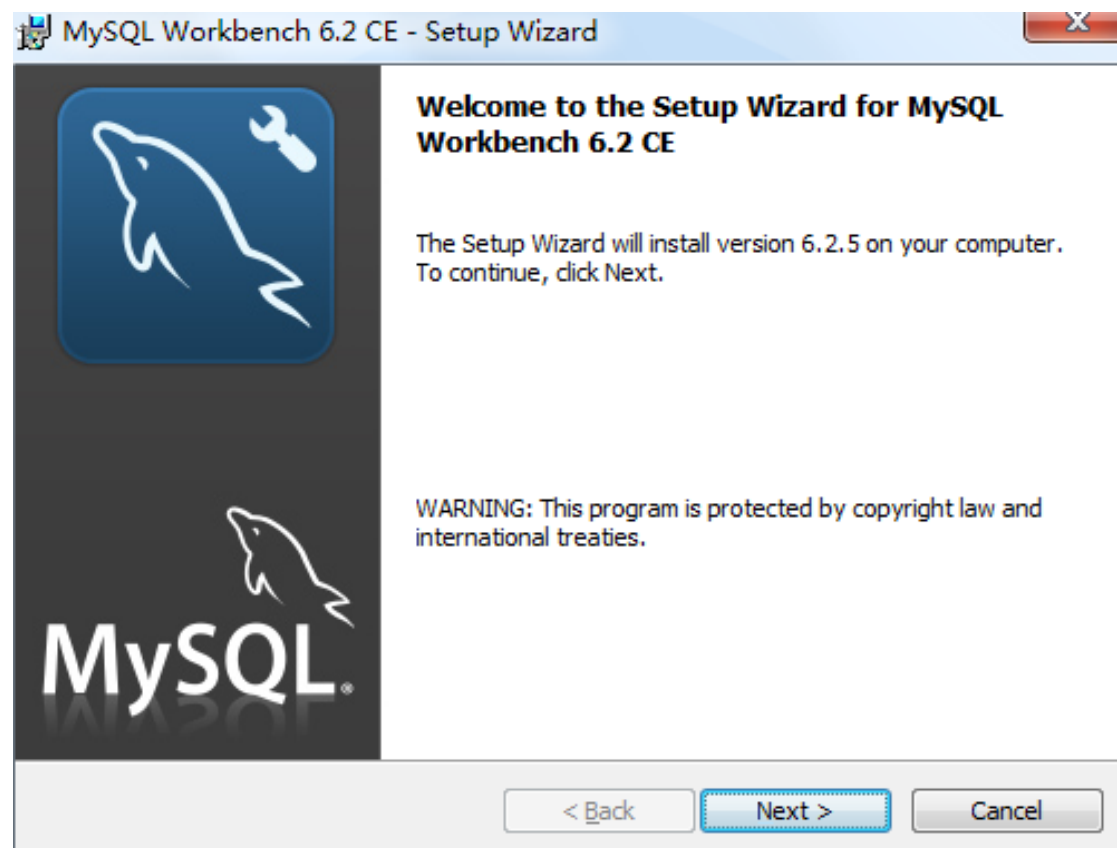 MySQL Workbench 6.2 CE - Setup Wizard
Welcome to the Setup Wizard for MySQL
Workbench 6.2 CE
The Setup Wizard will install version 6.2.5 on your computer.
To continue, click Next.
WARNING: This program is protected by copyright law and
international treaties.
MySQL®
< Back
Next >
Cancel